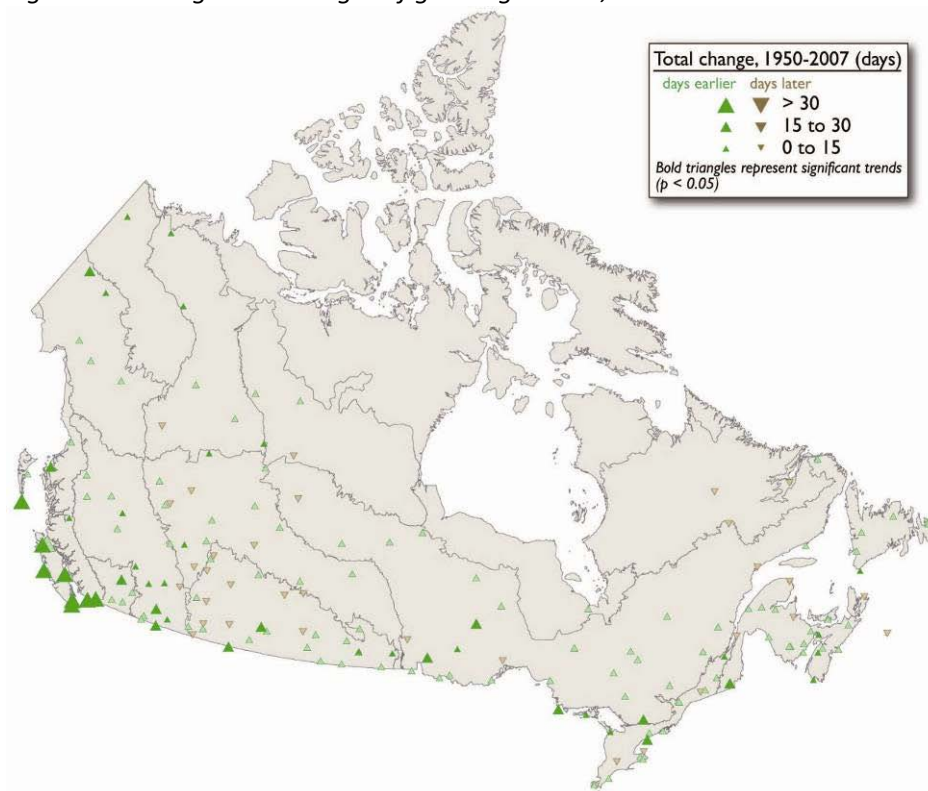 Total change, 1950-2007 (days)
days earlier days later
> 30
15 to 30
0 to 15
Bold triangles represent significant trends
(p < 0.05)